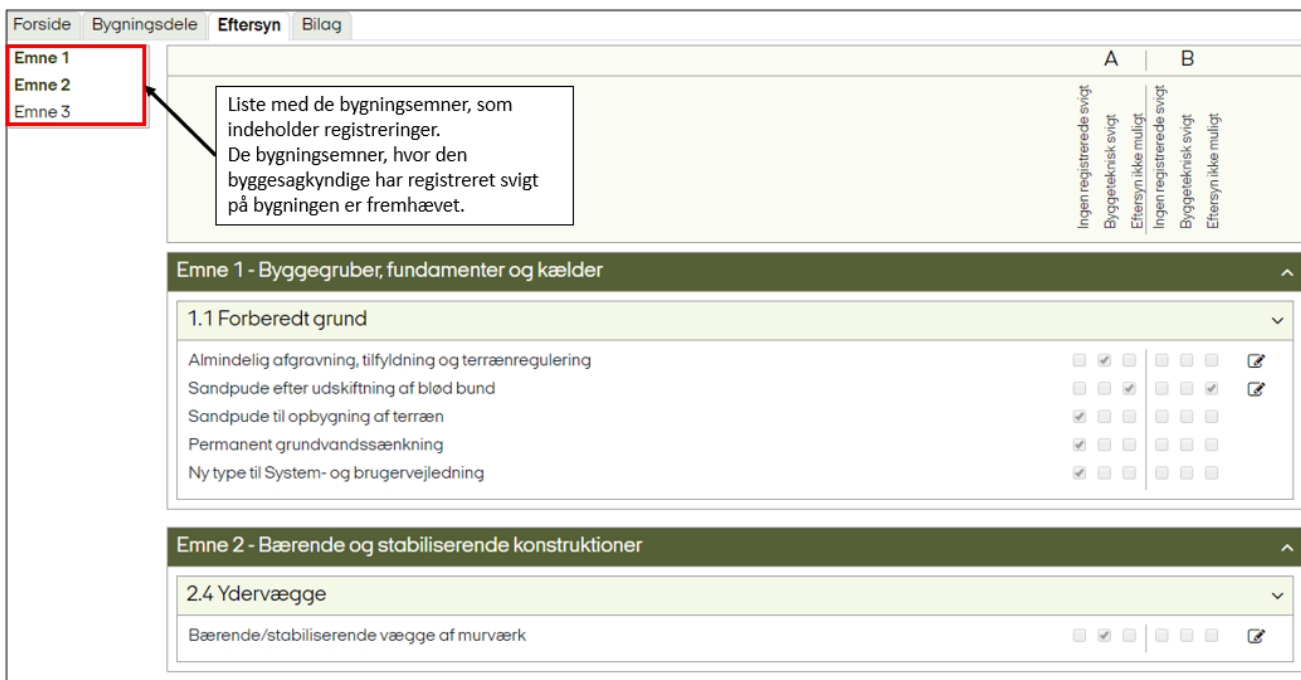 Forside Bygningsdele Eftersyn Bilag
Emne 1
Emne 2
Emne 3
A B
Liste med de bygningsemner, som
indeholder registreringer.
De bygningsemner, hvor den
byggesagkyndige har registreret svigt
på bygningen er fremhævet.
Ingen registrerede svigt
Byggeteknisk svigt
Eftersyn ikke muligt
Ingen registrerede svigt
Byggeteknisk svigt
Eftersyn ikke muligt
Emne 1 - Byggegruber, fundamenter og kælder
1.1 Forberedt grund
Almindelig afgravning, tilfyldning og terrænregulering
Sandpude efter udskiftning af blød bund
Sandpude til opbygning af terræn
Permanent grundvandssænkning
Ny type til System- og brugervejledning
Emne 2 - Bærende og stabiliserende konstruktioner
2.4 Ydervægge
Bærende/stabiliserende vægge af murværk